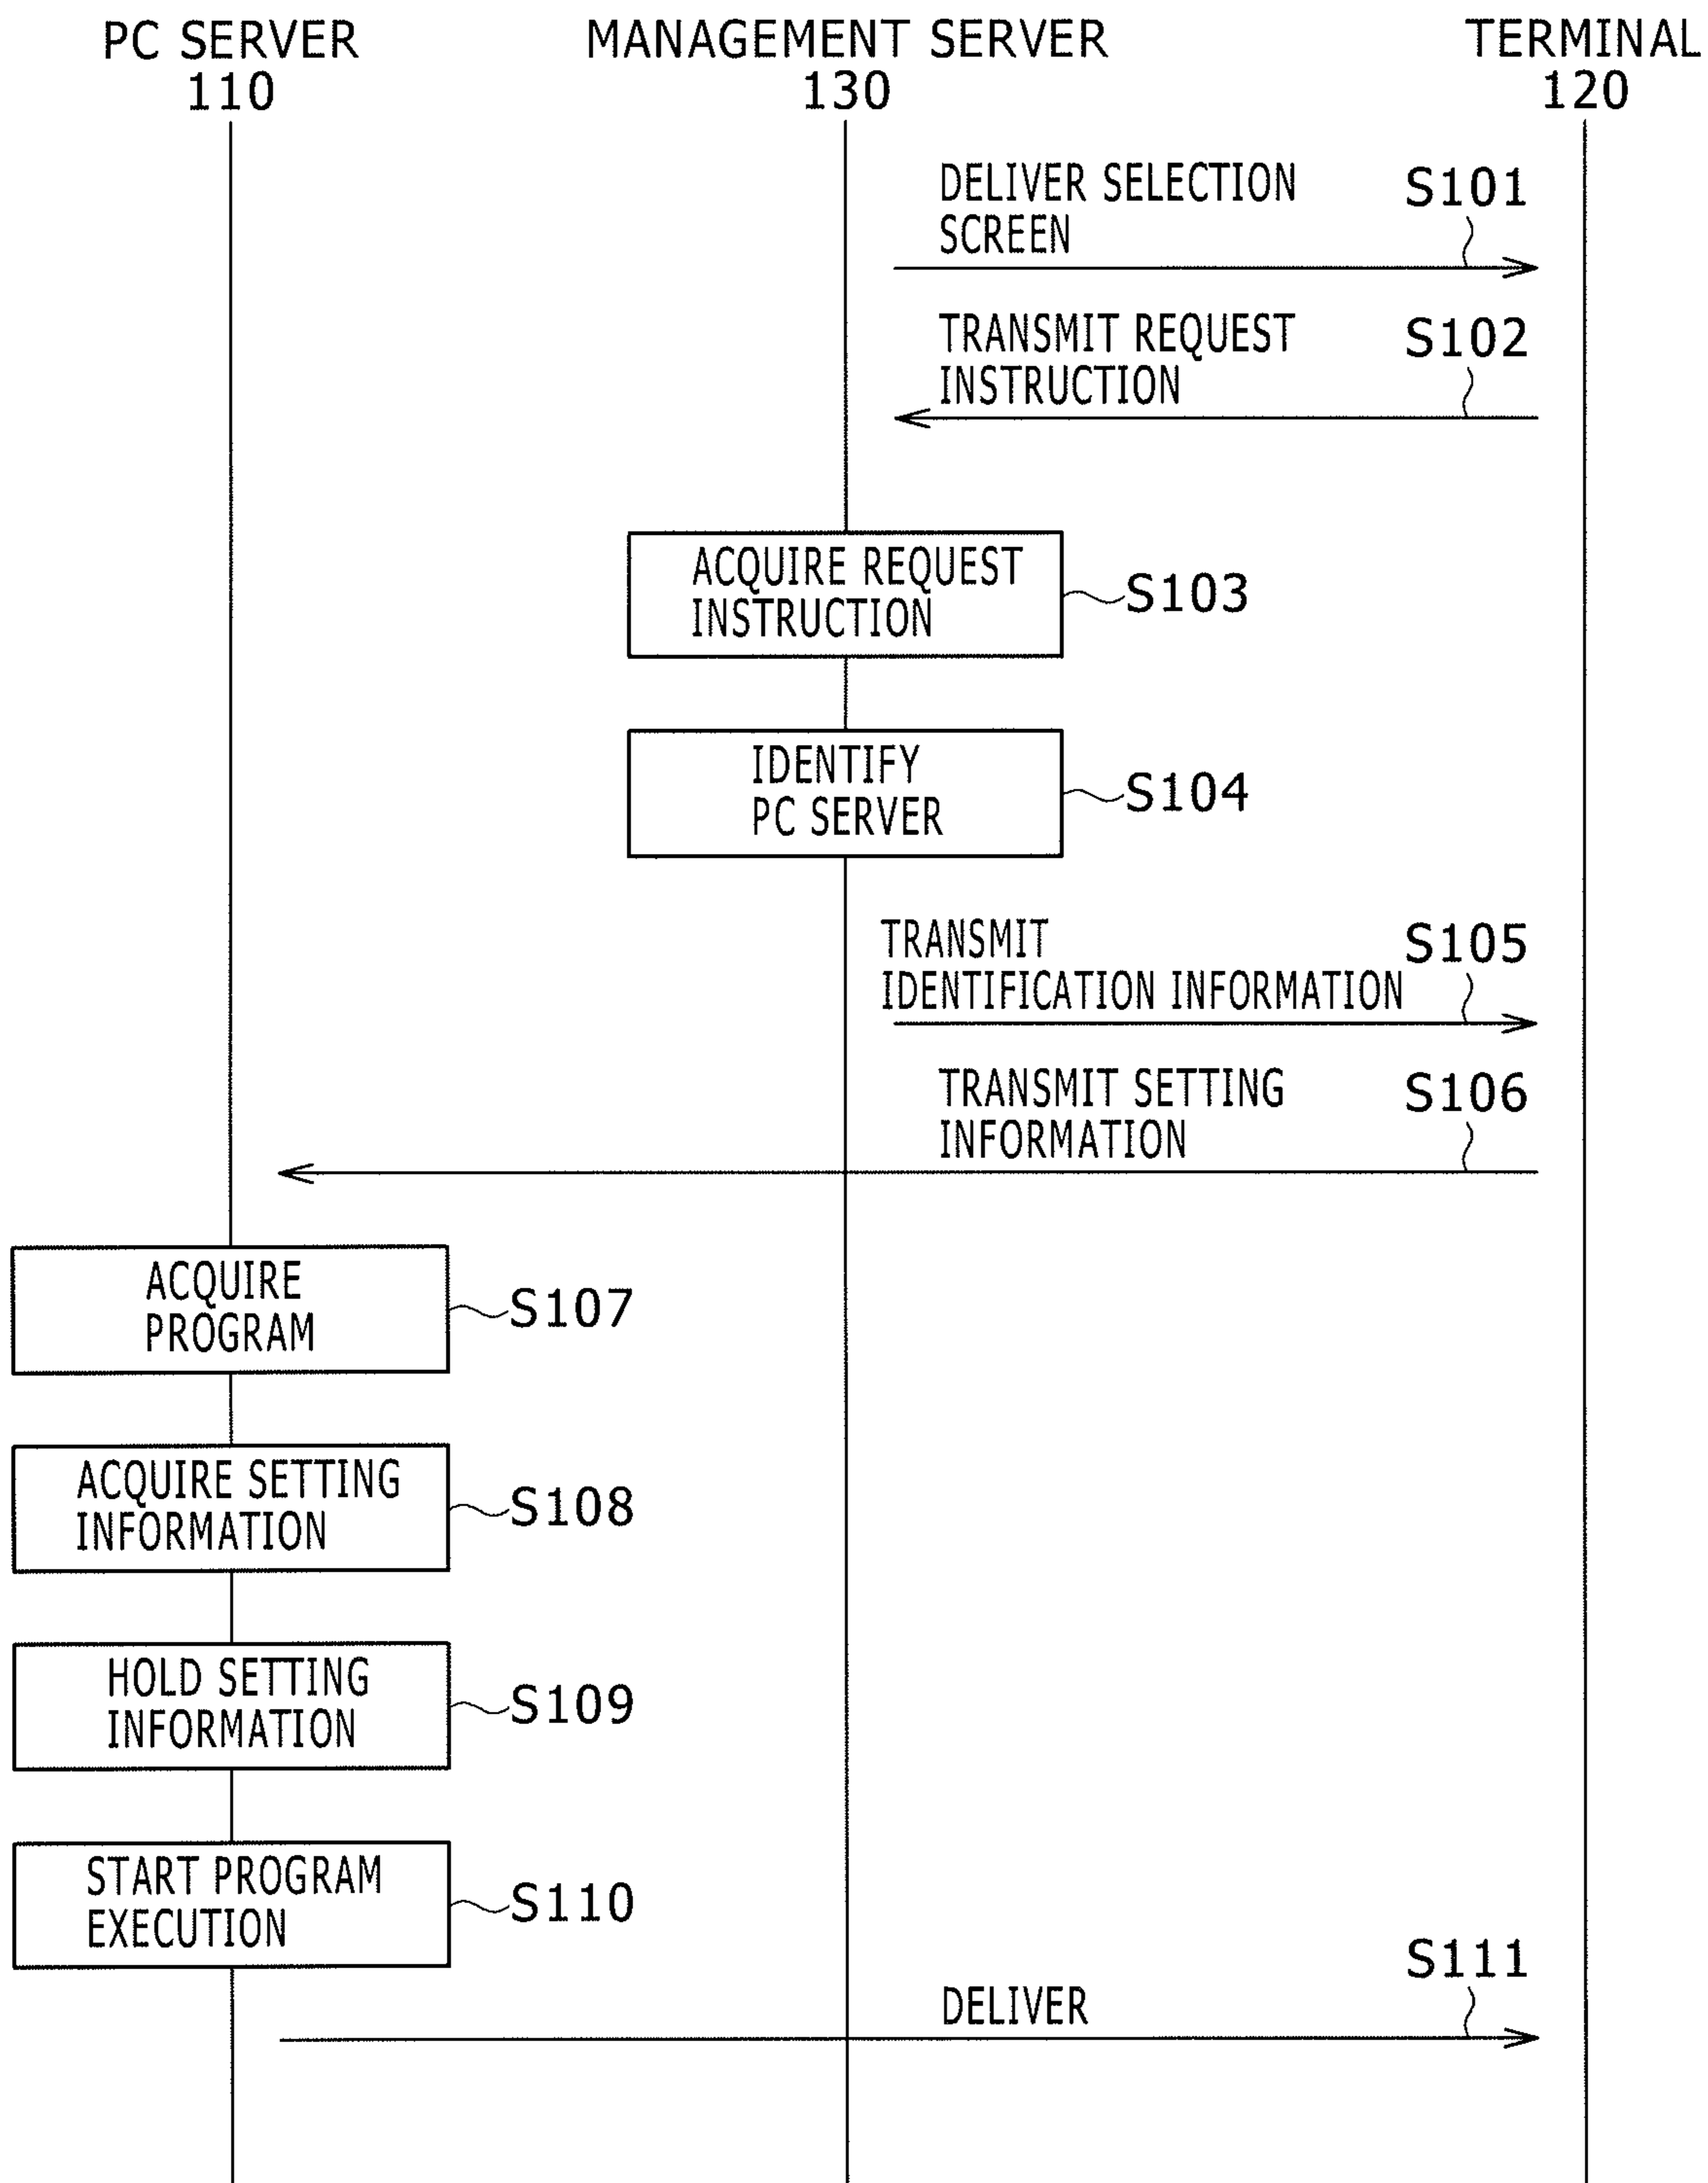 PC SERVER
110
MANAGEMENT SERVER
130
TERMINAL
120
DELIVER SELECTION
SCREEN
S101
TRANSMIT REQUEST
INSTRUCTION
S102
ACQUIRE REQUEST
INSTRUCTION
S103
IDENTIFY
PC SERVER
S104
TRANSMIT
IDENTIFICATION INFORMATION
S105
TRANSMIT SETTING
INFORMATION
S106
ACQUIRE
PROGRAM
S107
ACQUIRE SETTING
INFORMATION
S108
HOLD SETTING
INFORMATION
S109
START PROGRAM
EXECUTION
S110
DELIVER
S111